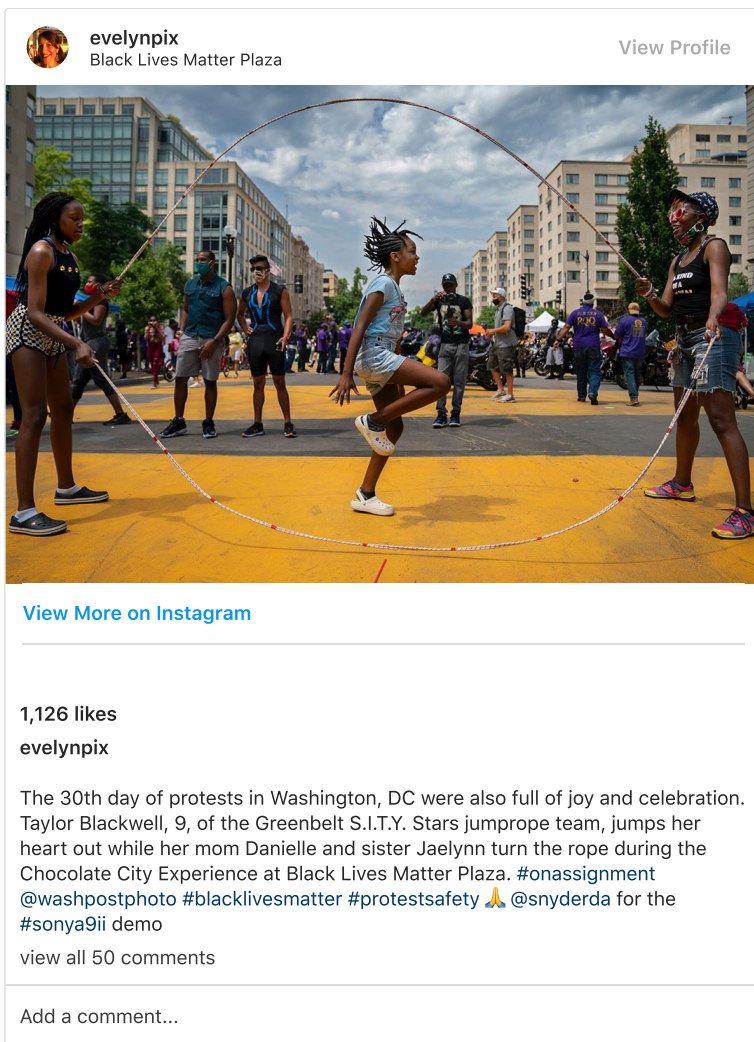 evelynpix
Black Lives Matter Plaza
View Profile
View More on Instagram
1,126 likes
evelynpix
The 30th day of protests in Washington, DC were also full of joy and celebration.
Taylor Blackwell, 9, of the Greenbelt S.I.T.Y. Stars jumprope team, jumps her
heart out while her mom Danielle and sister Jaelynn turn the rope during the
Chocolate City Experience at Black Lives Matter Plaza. #onassignment
@washpostphoto #blacklivesmatter #protestsafety 🙏 @snyderda for the
#sonya9ii demo
view all 50 comments
Add a comment...